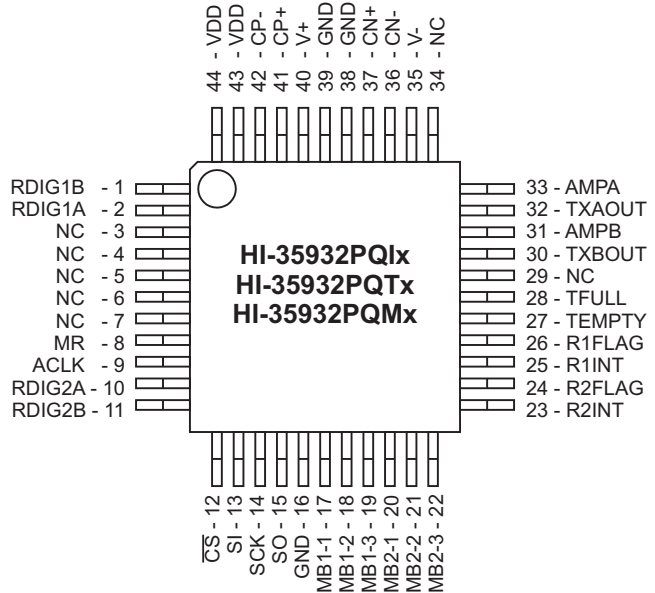 44 - VDD
43 - VDD
42 - CP-
41 - CP+
40 - V+
39 - GND
38 - GND
37 - CN+
36 - CN-
35 - V-
34 - NC
RDIG1B - 1
RDIG1A - 2
NC - 3
NC - 4
NC - 5
NC - 6
NC - 7
MR - 8
ACLK - 9
RDIG2A - 10
RDIG2B - 11
HI-35932PQIx
HI-35932PQTx
HI-35932PQMx
33 - AMPA
32 - TXAOUT
31 - AMPB
30 - TXBOUT
29 - NC
28 - TFULL
27 - TEMPTY
26 - R1FLAG
25 - R1INT
24 - R2FLAG
23 - R2INT
CS - 12
SI - 13
SCK - 14
SO - 15
GND - 16
MB1-1 - 17
MB1-2 - 18
MB1-3 - 19
MB2-1 - 20
MB2-2 - 21
MB2-3 - 22